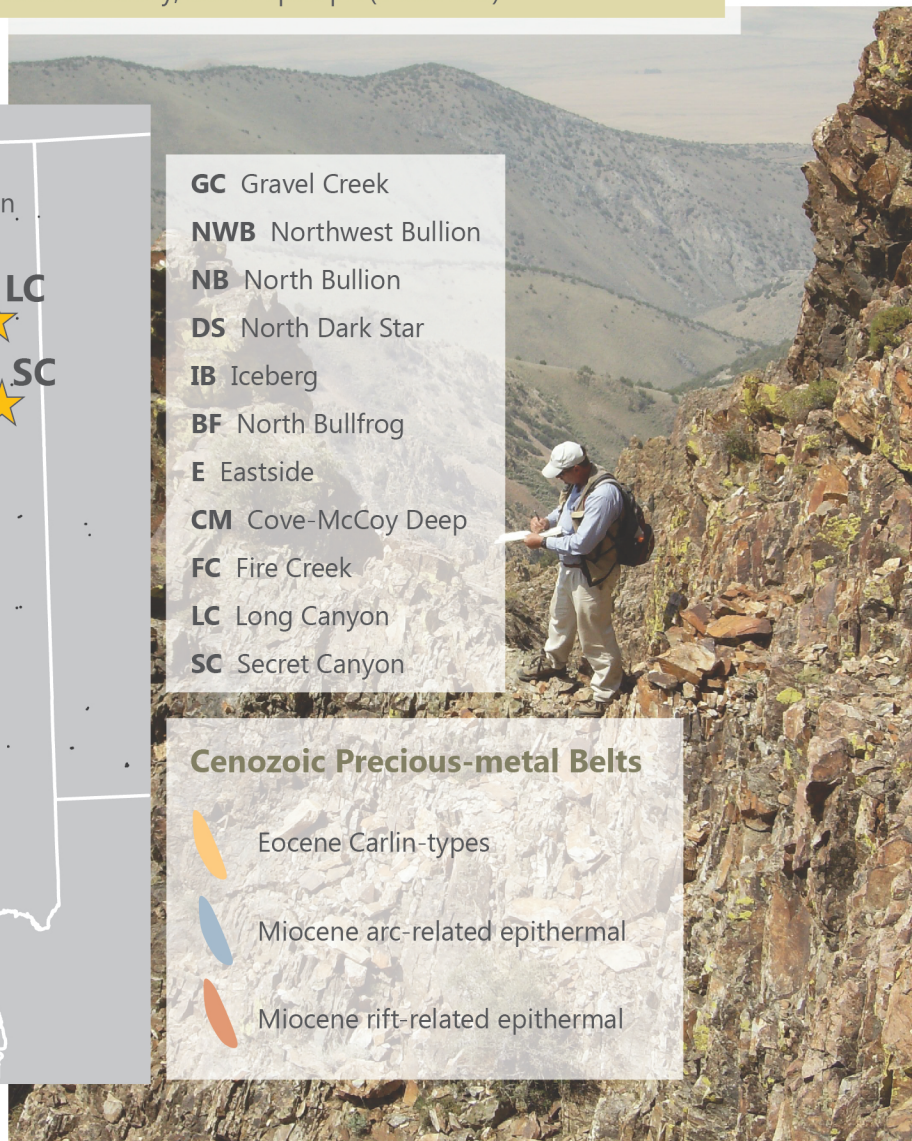 n
LC
SC
GC Gravel Creek
NWB Northwest Bullion
NB North Bullion
DS North Dark Star
IB Iceberg
BF North Bullfrog
E Eastside
CM Cove-McCoy Deep
FC Fire Creek
LC Long Canyon
SC Secret Canyon
Cenozoic Precious-metal Belts
Eocene Carlin-types
Miocene arc-related epithermal
Miocene rift-related epithermal